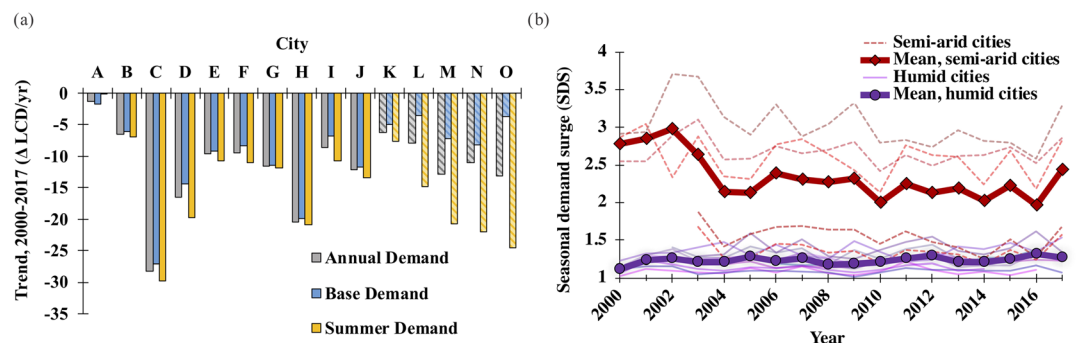 (a)
City
A B C D E F G H I J K L M N O
0
-5
-10
-15
-20
-25
-30
-35
Trend, 2000-2017 (Δ LCD/yr)
Annual Demand
Base Demand
Summer Demand
(b)
4
3.5
3
2.5
2
1.5
1
Seasonal demand surge (SDS)
Semi-arid cities
Mean, semi-arid cities
Humid cities
Mean, humid cities
2000 2002 2004 2006 2008 2010 2012 2014 2016
Year